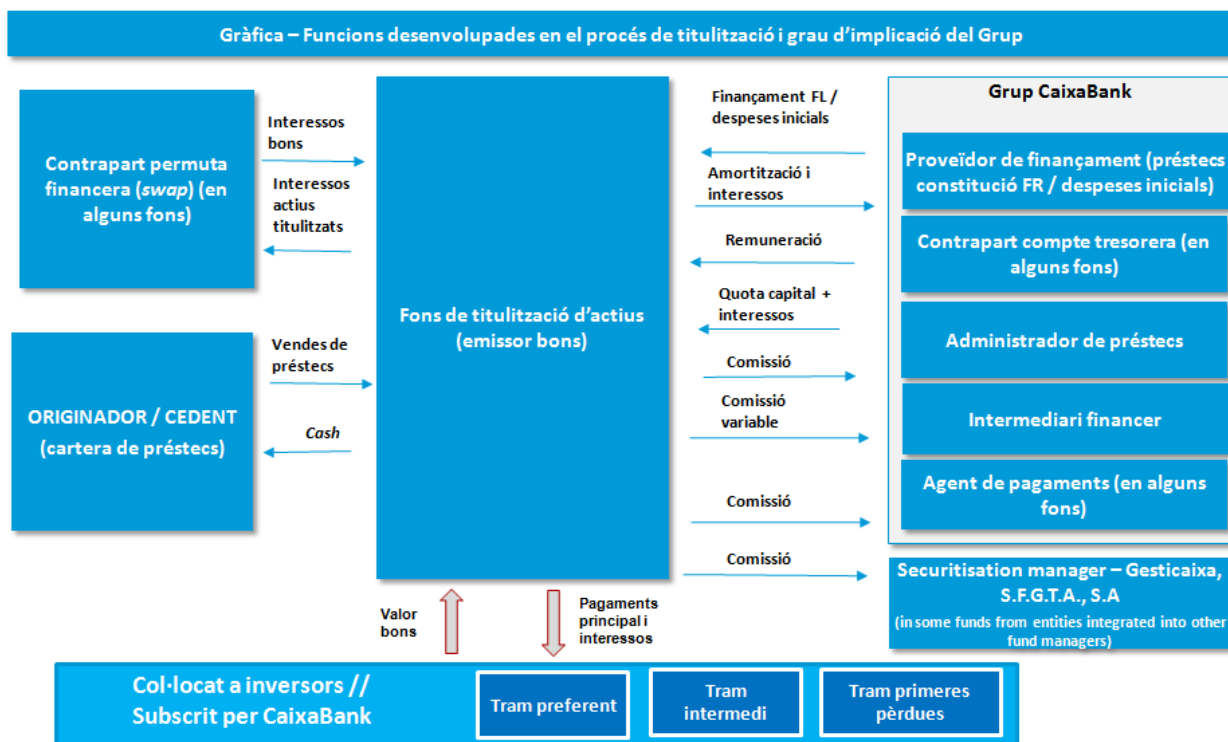 Gràfica – Funcions desenvolupades en el procés de titulització i grau d'implicació del Grup
Contrapart permuta
financera (swap) (en
alguns fons)
Interessos
bons
Interessos
actius
titulitzats
ORIGINADOR / CEDENT
(cartera de préstecs)
Vendes de
préstecs
Cash
Fons de titulització d'actius
(emissor bons)
Finançament FL /
despeses inicials
Amortització i
interessos
Remuneració
Quota capital +
interessos
Comissió
Comissió
variable
Comissió
Comissió
Grup CaixaBank
Proveïdor de finançament (préstecs
constitució FR / despeses inicials)
Contrapart compte tresorera (en
alguns fons)
Administrador de préstecs
Intermediari financer
Agent de pagaments (en alguns
fons)
Securitisation manager – Gesticaixa,
S.F.G.T.A., S.A
(in some funds from entities integrated into other
fund managers)
Valor
bons
Pagaments
principal i
interessos
Col·locat a inversors //
Subscrit per CaixaBank
Tram preferent
Tram
intermedi
Tram primeres
pèrdues